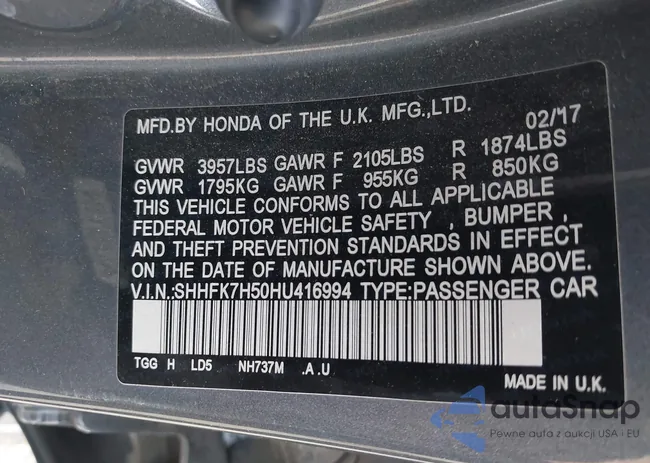 MFD.BY HONDA OF THE U.K. MFG.,LTD. 02/17
GVWR 3957LBS GAWR F 2105LBS R 1874LBS
GVWR 1795KG GAWR F 955KG R 850KG
THIS VEHICLE CONFORMS TO ALL APPLICABLE
FEDERAL MOTOR VEHICLE SAFETY , BUMPER ,
AND THEFT PREVENTION STANDARDS IN EFFECT
ON THE DATE OF MANUFACTURE SHOWN ABOVE.
V.I.N.:SHHFK7H50HU416994 TYPE:PASSENGER CAR
TGG H LD5 NH737M .A .U
MADE IN U.K.
autaSnap
Pewne auta z aukcji USA i EU